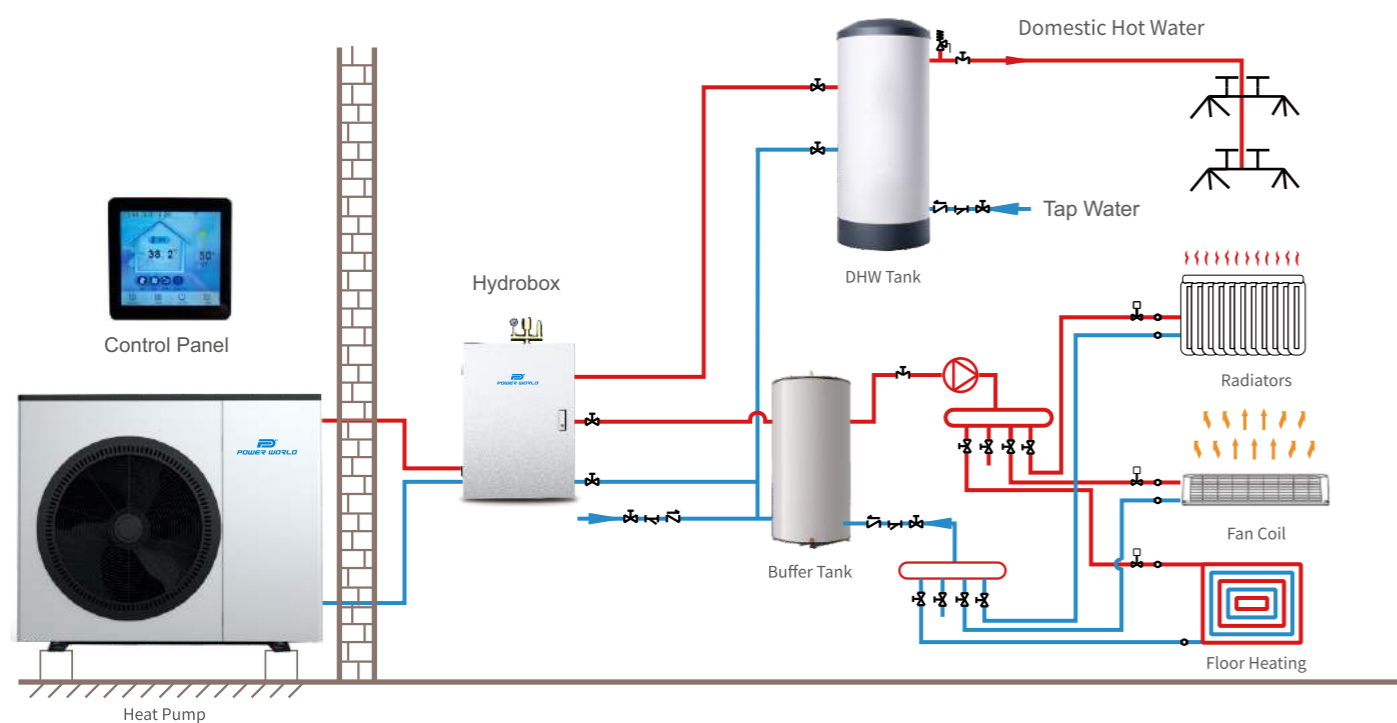 Domestic Hot Water
Tap Water
DHW Tank
Hydrobox
38.2
50
Control Panel
POWER WORLD
Radiators
POWER WORLD
Buffer Tank
Fan Coil
Floor Heating
Heat Pump